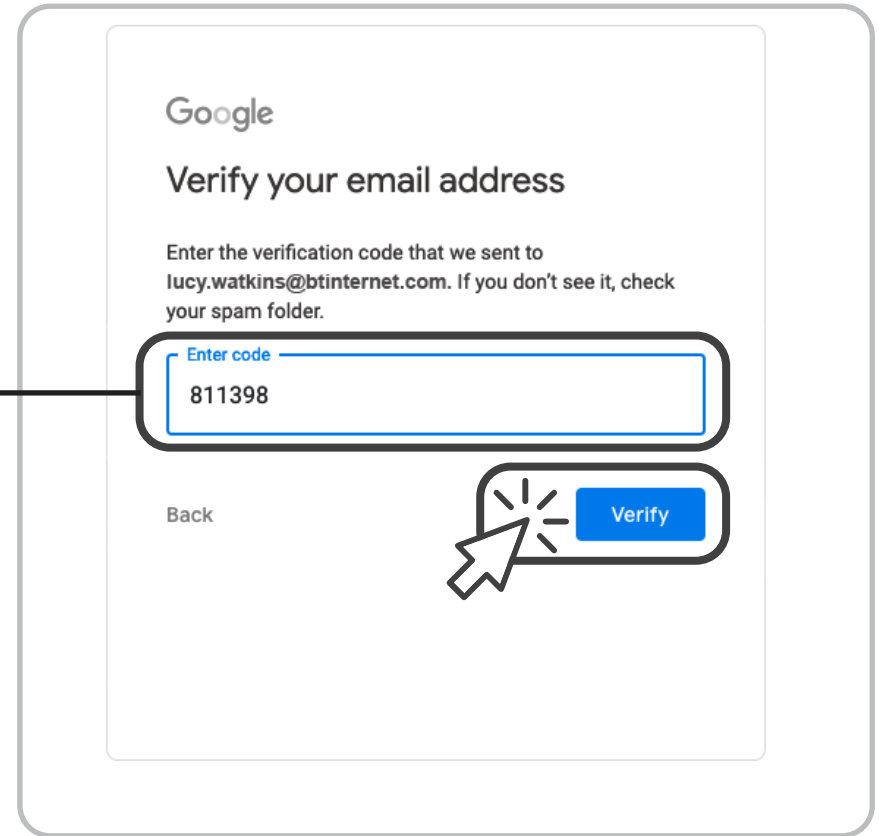 Google
Verify your email address
Enter the verification code that we sent to
lucy.watkins@btinternet.com. If you don’t see it, check
your spam folder.
Enter code
811398
Back
Verify